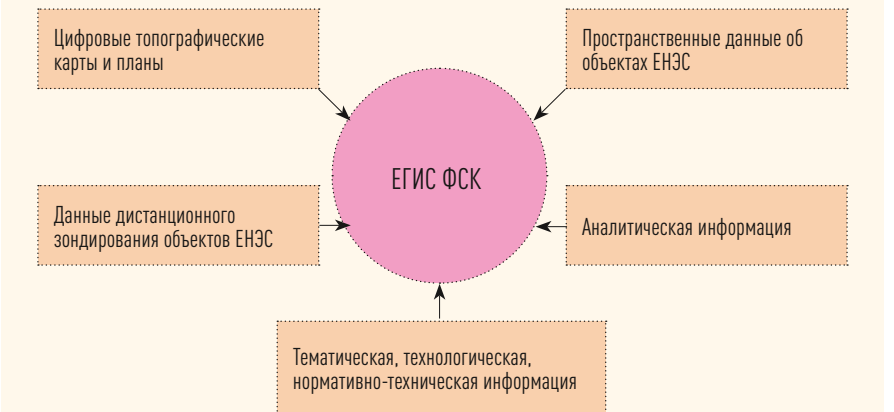 Цифровые топографические
карты и планы
Пространственные данные об
объектах ЕНЭС
ЕГИС ФСК
Данные дистанционного
зондирования объектов ЕНЭС
Аналитическая информация
Тематическая, технологическая,
нормативно-техническая информация